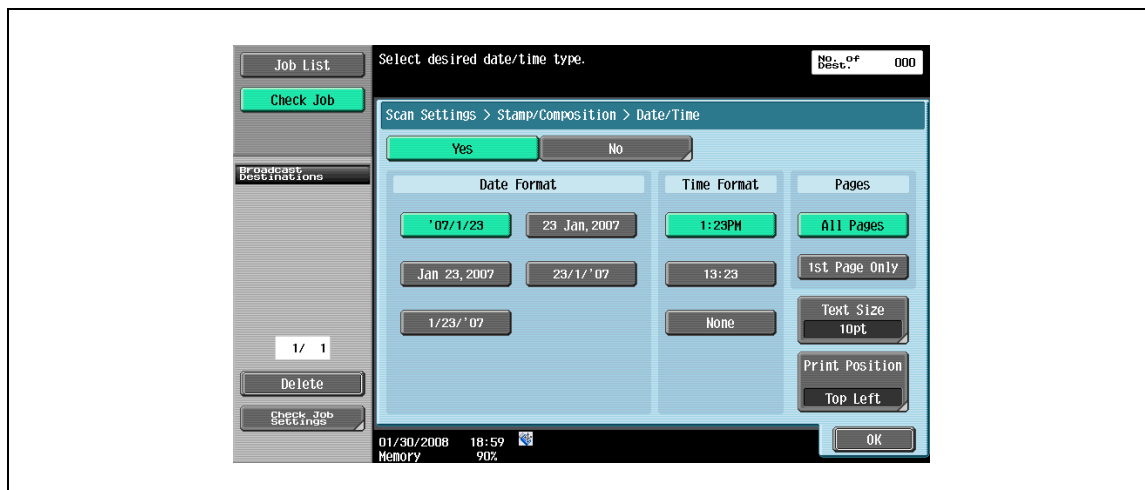 Job List
Check Job
Broadcast
Destinations
1/ 1
Delete
Check Job
Settings
Select desired date/time type.
No. of
Dest.
000
Scan Settings > Stamp/Composition > Date/Time
Yes
No
Date Format
'07/1/23
23 Jan,2007
Jan 23,2007
23/1/'07
1/23/'07
Time Format
1:23PM
13:23
None
Pages
All Pages
1st Page Only
Text Size
10pt
Print Position
Top Left
01/30/2008 18:59
Memory 90%
OK